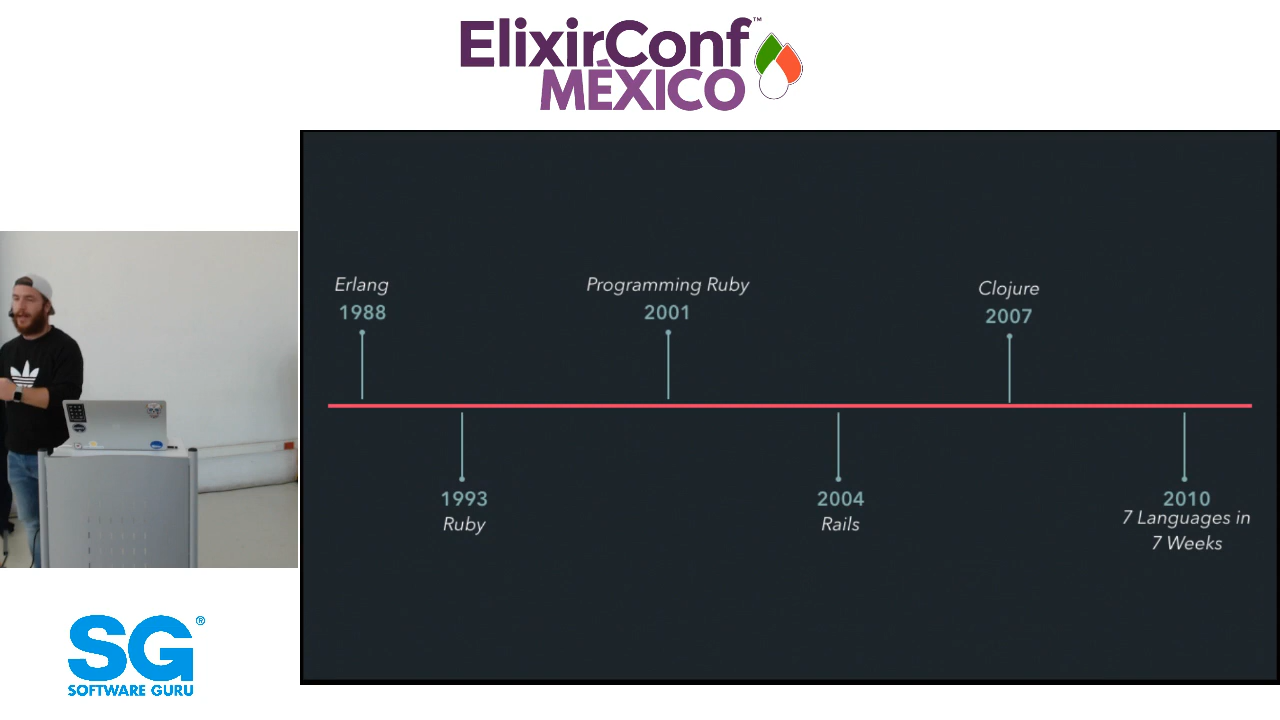 ElixirConf™
MÉXICO
Erlang
1988
Programming Ruby
2001
Clojure
2007
1993
Ruby
2004
Rails
2010
7 Languages in
7 Weeks
SG®
SOFTWARE GURU